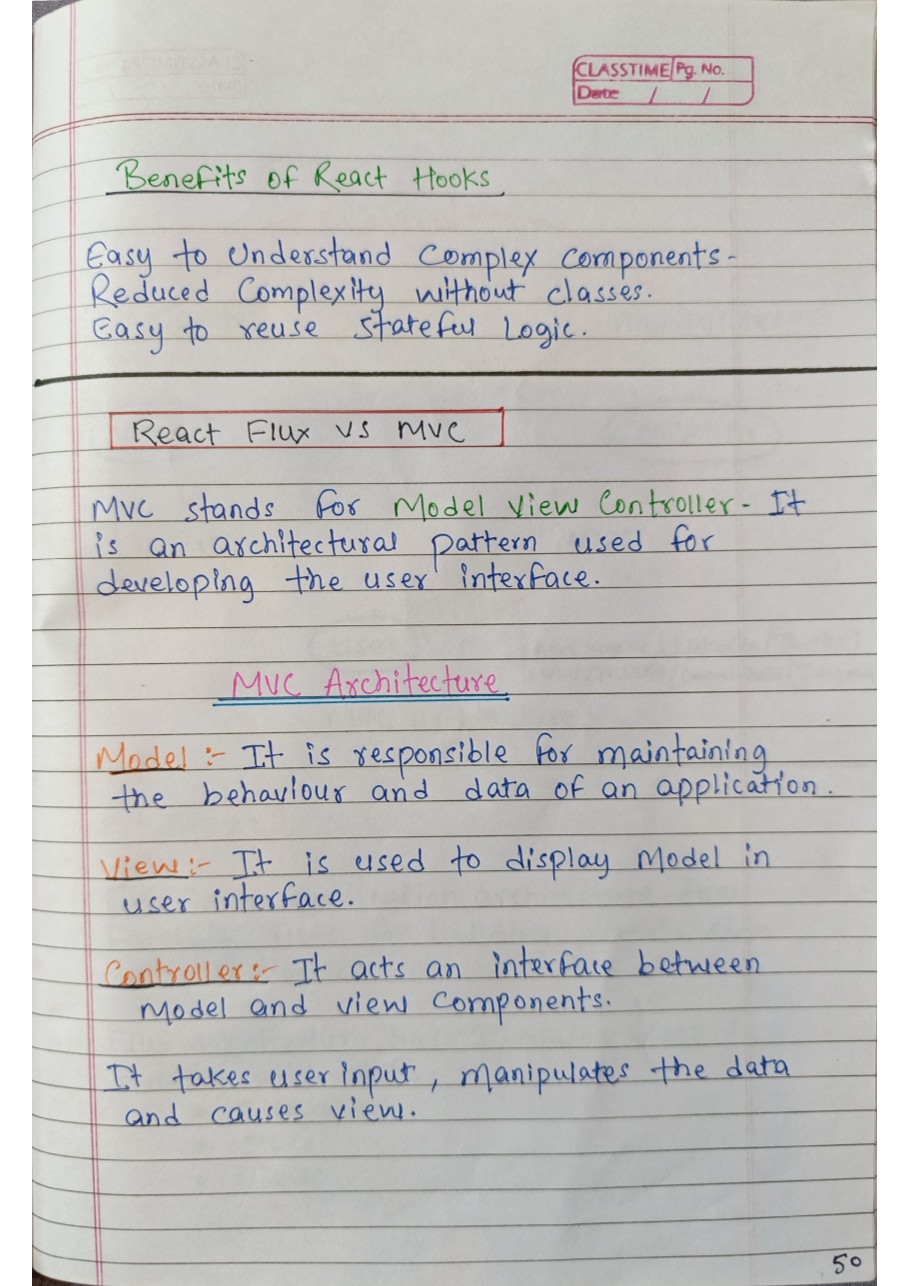 CLASSTIME Pg. No.
Date / /
Benefits of React Hooks
Easy to Understand Complex Components-
Reduced Complexity without classes.
Easy to reuse Stateful Logic.
React Flux vs MVC
MVC stands for Model View Controller- It
is an architectural pattern used for
developing the user interface.
MVC Architecture
Model :- It is responsible for maintaining
the behaviour and data of an application.
View:- It is used to display Model in
user interface.
Controller:- It acts an interface between
Model and view Components.
It takes user input, manipulates the data
and causes view.
50